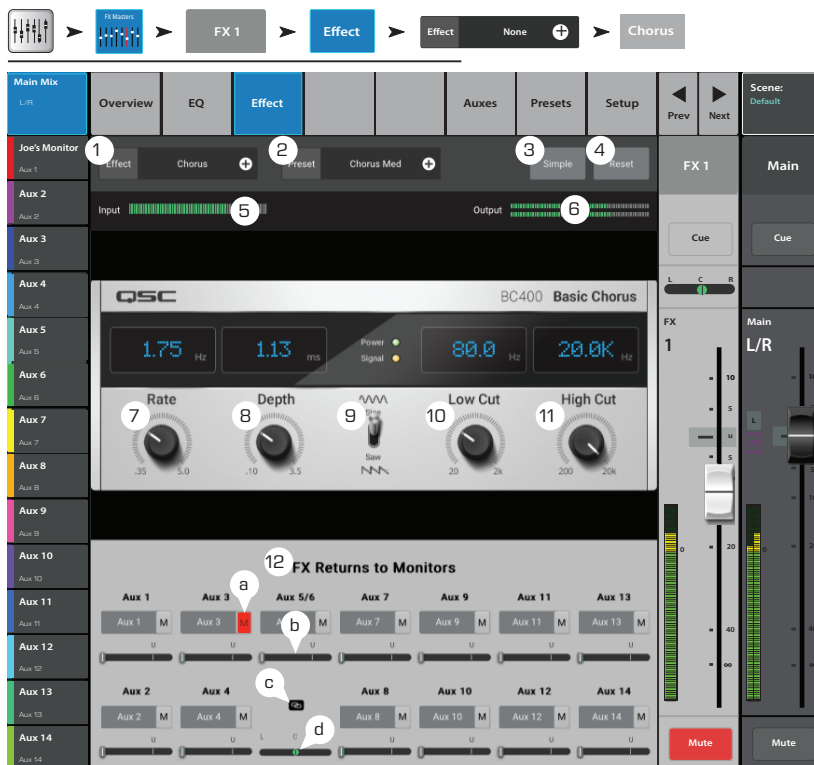 FX Masters
FX 1
Effect
Effect None
Chorus
Main Mix
L/R
Overview EQ Effect Auxes Presets Setup
Prev Next
Scene:
Default
Joe's Monitor
Aux 1
Aux 2
Aux 2
Aux 3
Aux 3
Aux 4
Aux 4
Aux 5
Aux 5
Aux 6
Aux 6
Aux 7
Aux 7
Aux 8
Aux 8
Aux 9
Aux 9
Aux 10
Aux 10
Aux 11
Aux 11
Aux 12
Aux 12
Aux 13
Aux 13
Aux 14
Aux 14
1 2 3 4
Effect Chorus Preset Chorus Med Simple Reset
Input 5 Output 6
QSC BC400 Basic Chorus
1.75 Hz 1.13 ms Power 80.0 Hz 20.0K Hz
Signal
Rate Depth Low Cut High Cut
7 8 9 Sine 10 11
Saw
.35 5.0 .10 3.5 20 2k 200 20k
12 FX Returns to Monitors
a
Aux 1 Aux 3 Aux 5/6 Aux 7 Aux 9 Aux 11 Aux 13
Aux 1 M Aux 3 M M Aux 7 M Aux 9 M Aux 11 M Aux 13 M
b
U U U U U U U
c
Aux 2 Aux 4 Aux 8 Aux 10 Aux 12 Aux 14
Aux 2 M Aux 4 M Aux 8 M Aux 10 M Aux 12 M Aux 14 M
d
U U L C U U U U
FX 1 Main
Cue Cue
L C R
FX
1
10
5
U
5
20
40
∞
0
Mute
Main
L/R
L
0
Mute